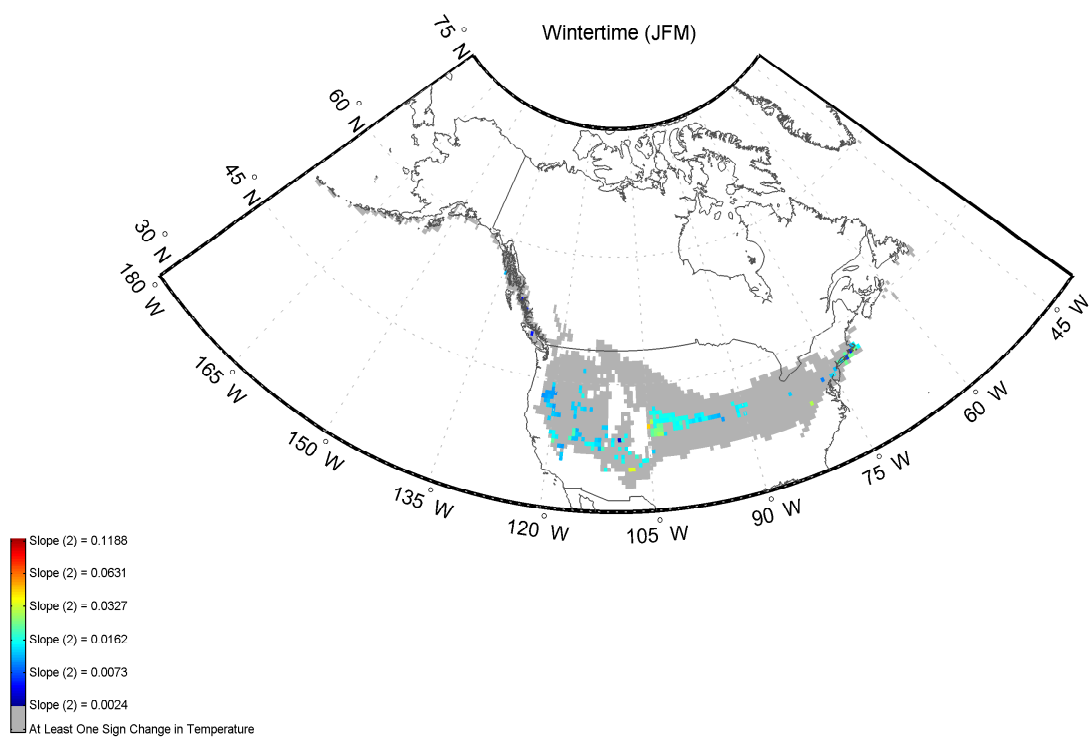 Wintertime (JFM)
75° N
60° N
45° N
30° N
180° W
165° W
150° W
135° W
120° W
105° W
90° W
75° W
60° W
45° W
Slope (2) = 0.1188
Slope (2) = 0.0631
Slope (2) = 0.0327
Slope (2) = 0.0162
Slope (2) = 0.0073
Slope (2) = 0.0024
At Least One Sign Change in Temperature